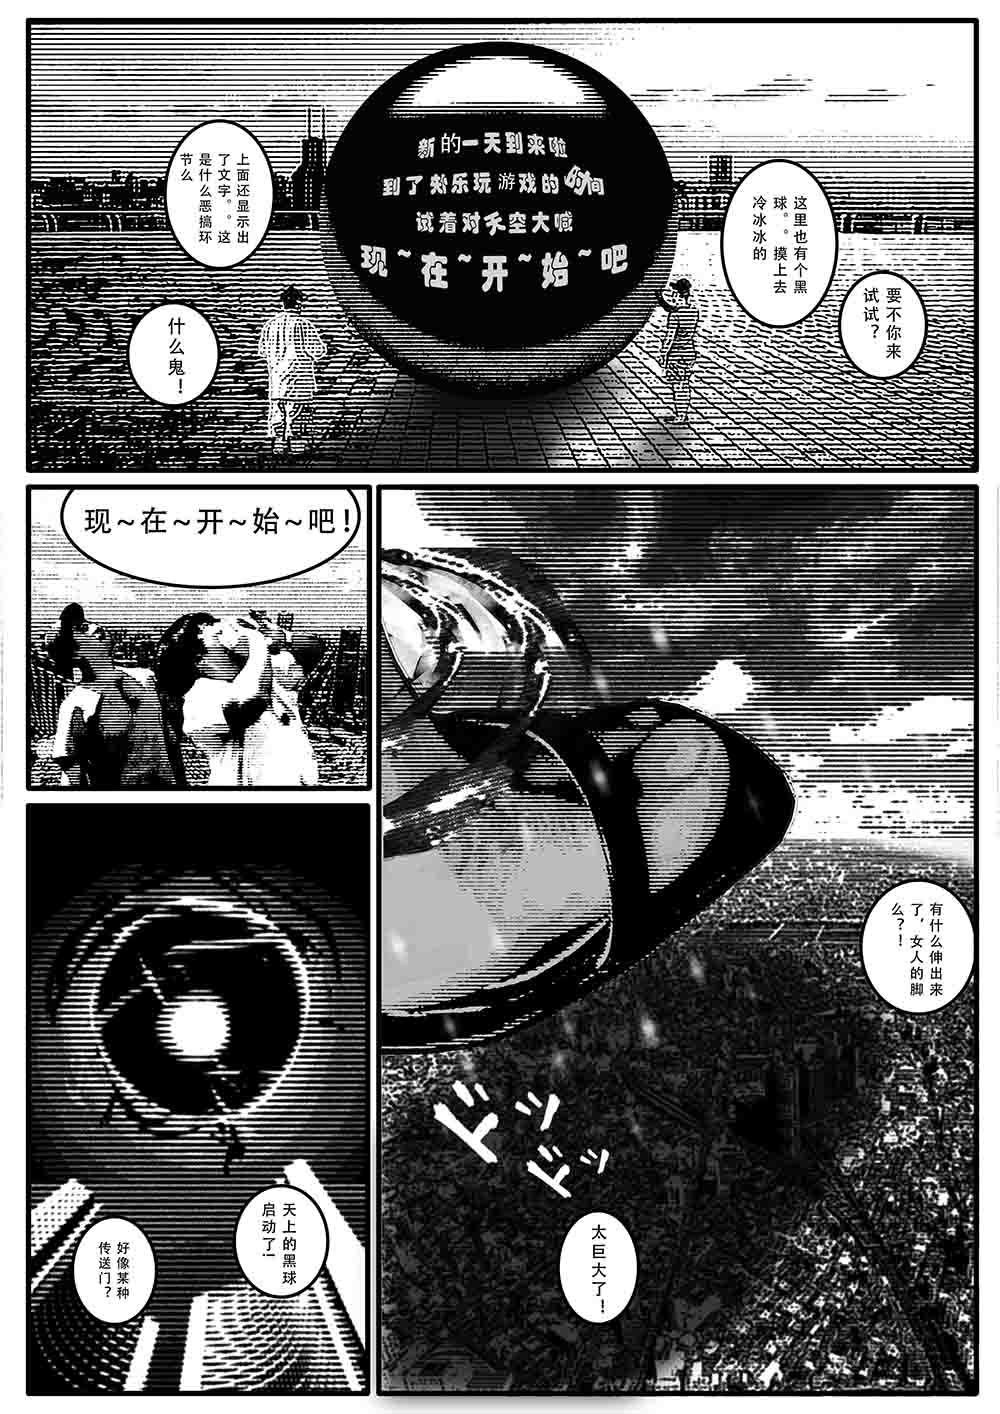 新的一天到来啦
到了快乐玩游戏的时间
试着对天空大喊
现~在~开~始~吧
这里也有个黑
球。。摸上去
冷冰冰的
要不你来
试试？
上面还显示出
了文字。。这
是什么恶搞环
节么
什么鬼！
现~在~开~始~吧！
天上的黑球
启动了！
好像某种
传送门？
有什么伸出来
了，女人的脚
么？！
ドッ
ドッ
太巨大了！